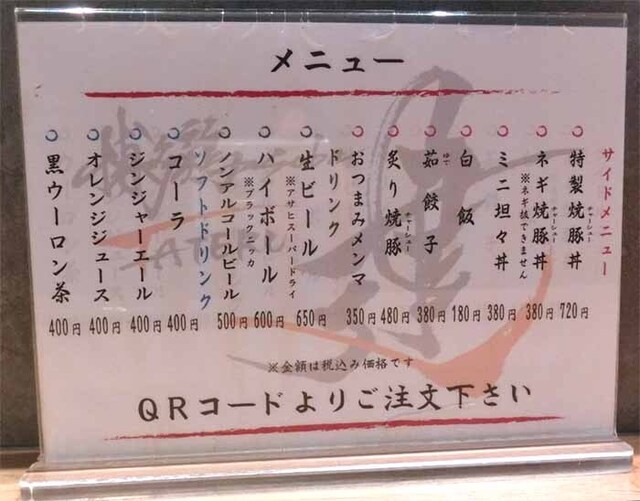 メニュー
サイドメニュー
特製焼豚丼 720円
チャーシュー
ネギ焼豚丼 380円
チャーシュー
※ネギ抜できません
ミニ坦々丼 380円
白飯 180円
茹餃子 380円
ゆで
炙り焼豚 480円
チャーシュー
おつまみメンマ 350円
ドリンク
生ビール 650円
※アサヒスーパードライ
ハイボール 600円
※ブラックニッカ
ノンアルコールビール 500円
ソフトドリンク
コーラ 400円
ジンジャーエール 400円
オレンジジュース 400円
黒ウーロン茶 400円
※金額は税込み価格です
QRコードよりご注文下さい